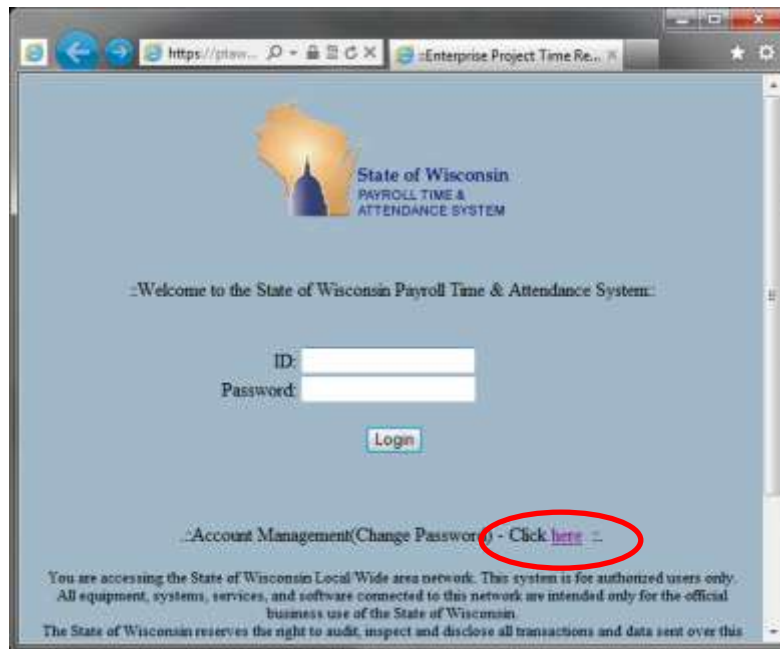 https://ptaw...
::Enterprise Project Time Re...
State of Wisconsin
PAYROLL TIME &
ATTENDANCE SYSTEM
.:Welcome to the State of Wisconsin Payroll Time & Attendance System:.
ID:
Password:
Login
.:Account Management(Change Password) - Click here :.
You are accessing the State of Wisconsin Local/Wide area network. This system is for authorized users only.
All equipment, systems, services, and software connected to this network are intended only for the official
business use of the State of Wisconsin.
The State of Wisconsin reserves the right to audit, inspect and disclose all transactions and data sent over this